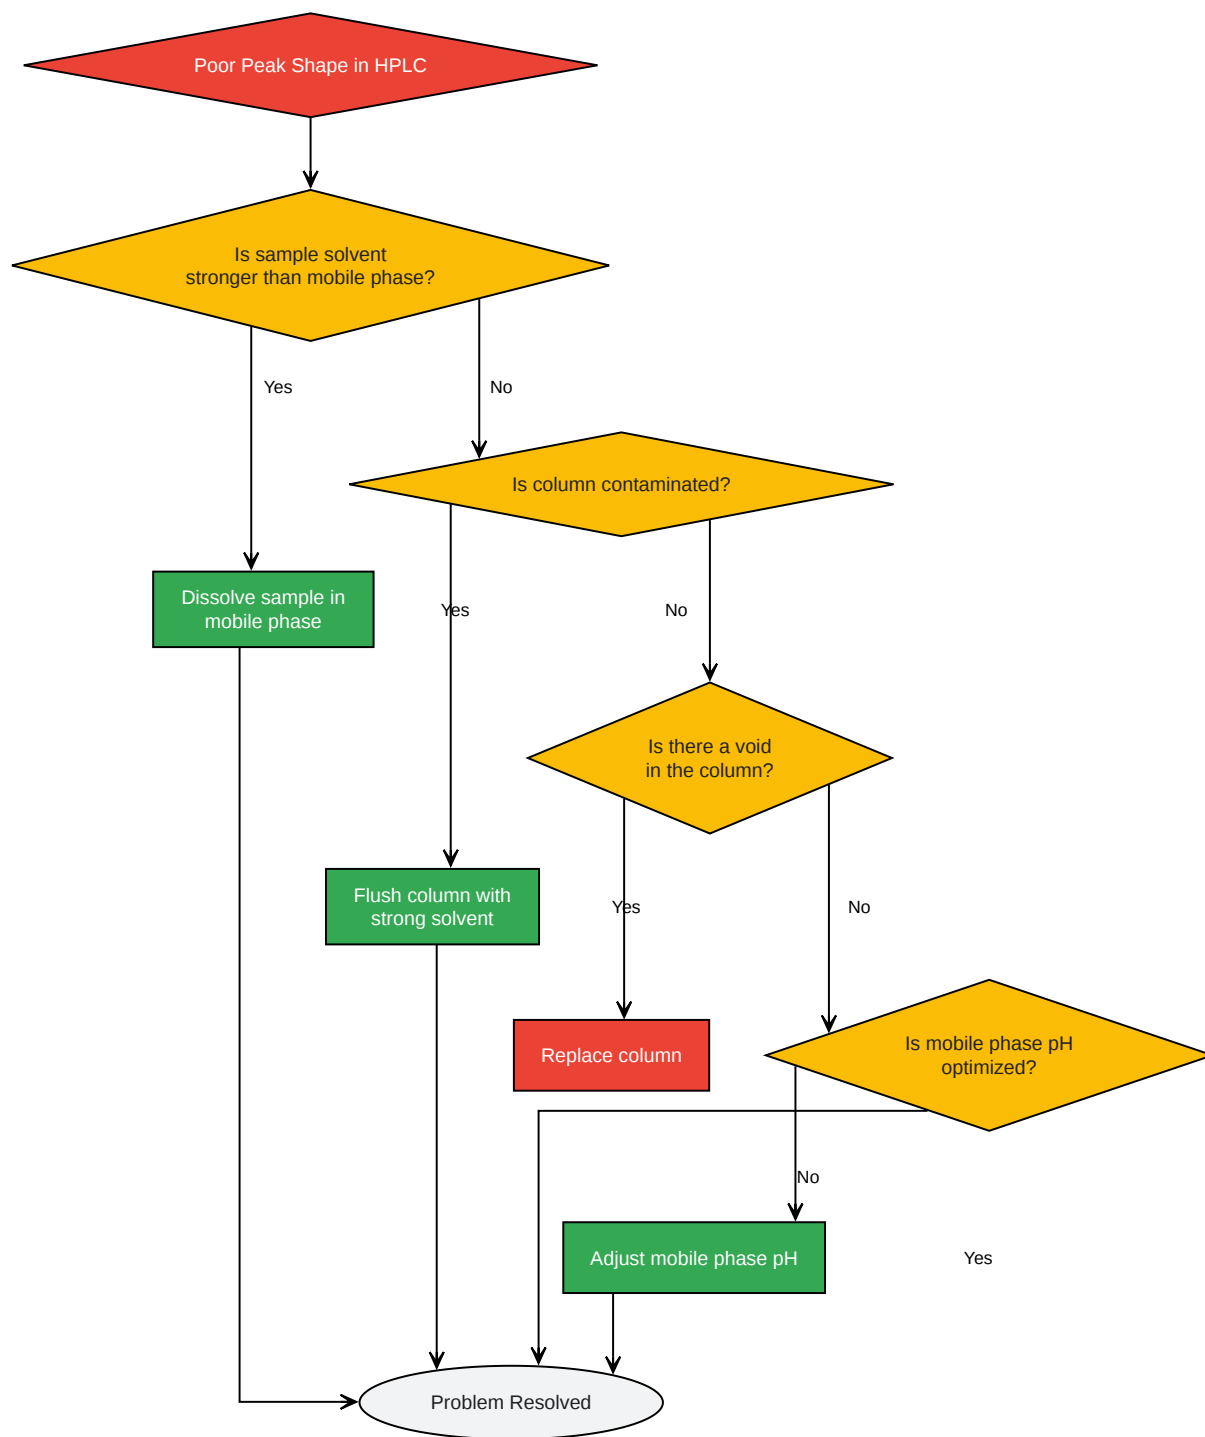 Poor Peak Shape in HPLC
Is sample solvent
stronger than mobile phase?
Yes
No
Is column contaminated?
Dissolve sample in
mobile phase
Yes
No
Is there a void
in the column?
Flush column with
strong solvent
Yes
No
Replace column
Is mobile phase pH
optimized?
No
Adjust mobile phase pH
Yes
Problem Resolved